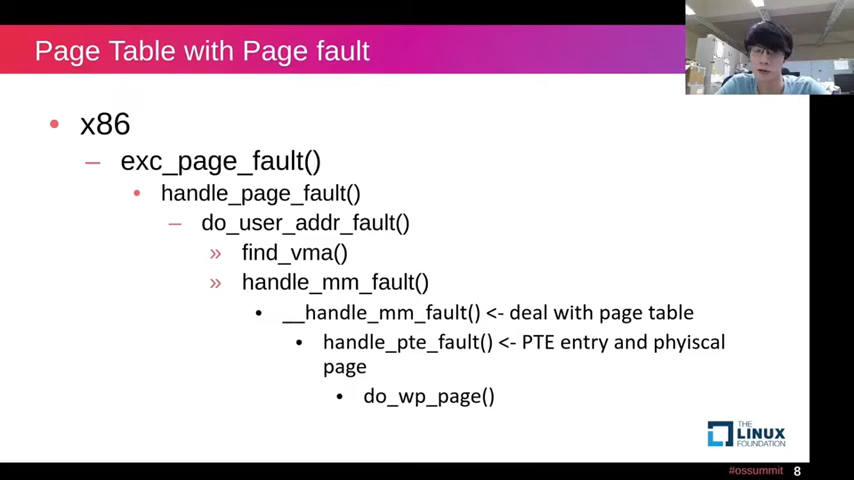 Page Table with Page fault
• x86
– exc_page_fault()
• handle_page_fault()
– do_user_addr_fault()
» find_vma()
» handle_mm_fault()
• __handle_mm_fault() <- deal with page table
• handle_pte_fault() <- PTE entry and phyiscal
page
• do_wp_page()
THE
LINUX
FOUNDATION
#ossummit 8